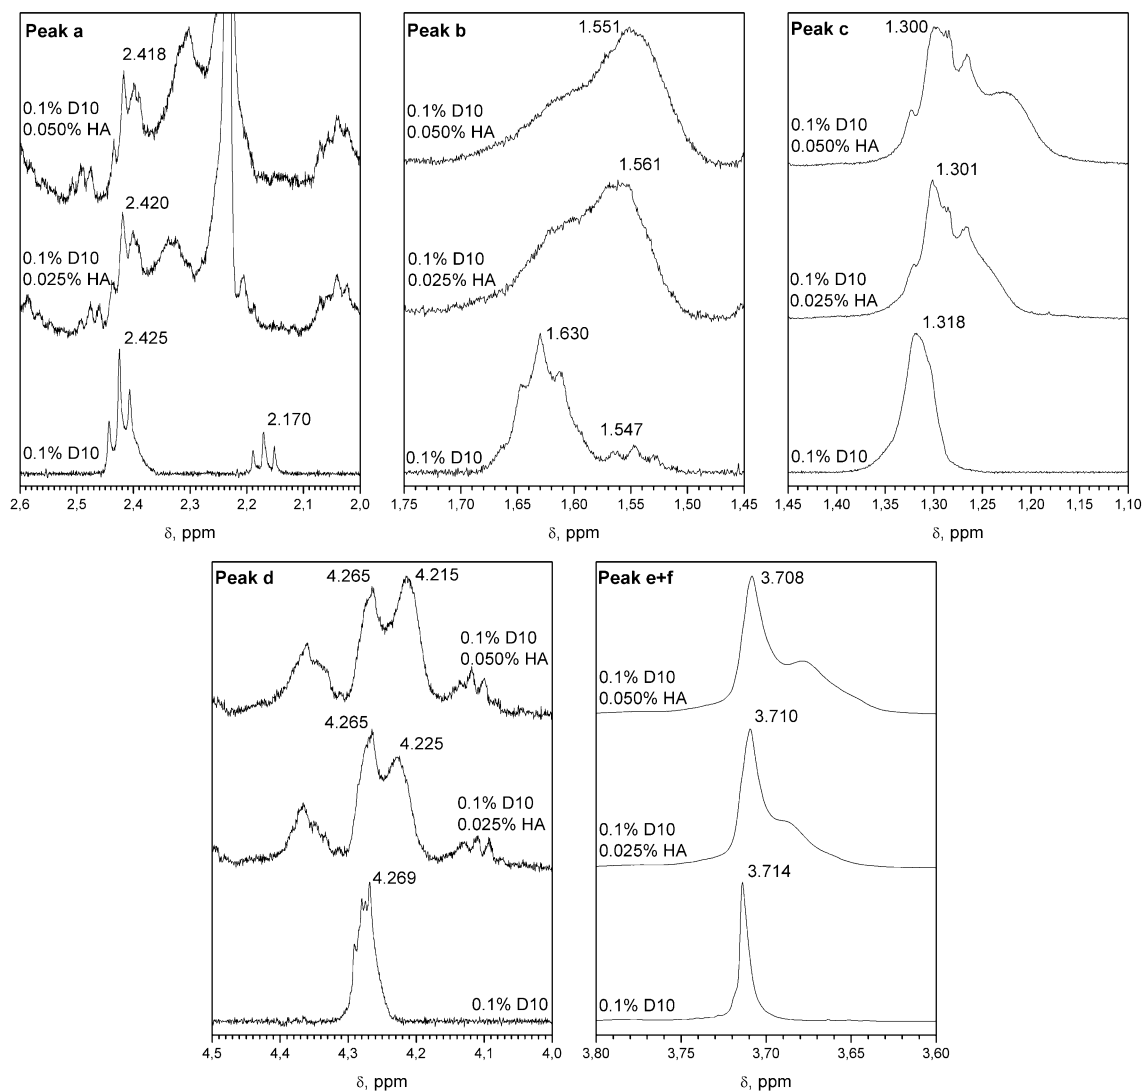 Peak a
2.418
0.1% D10
0.050% HA
2.420
0.1% D10
0.025% HA
2.425
2.170
0.1% D10
2,6 2,5 2,4 2,3 2,2 2,1 2,0
δ, ppm
Peak b
1.551
0.1% D10
0.050% HA
1.561
0.1% D10
0.025% HA
1.630
1.547
0.1% D10
1,75 1,70 1,65 1,60 1,55 1,50 1,45
δ, ppm
Peak c
1.300
0.1% D10
0.050% HA
1.301
0.1% D10
0.025% HA
1.318
0.1% D10
1,45 1,40 1,35 1,30 1,25 1,20 1,15 1,10
δ, ppm
Peak d
4.265 4.215
0.1% D10
0.050% HA
4.265
4.225
0.1% D10
0.025% HA
4.269
0.1% D10
4,5 4,4 4,3 4,2 4,1 4,0
δ, ppm
Peak e+f
3.708
0.1% D10
0.050% HA
3.710
0.1% D10
0.025% HA
3.714
0.1% D10
3,80 3,75 3,70 3,65 3,60
δ, ppm